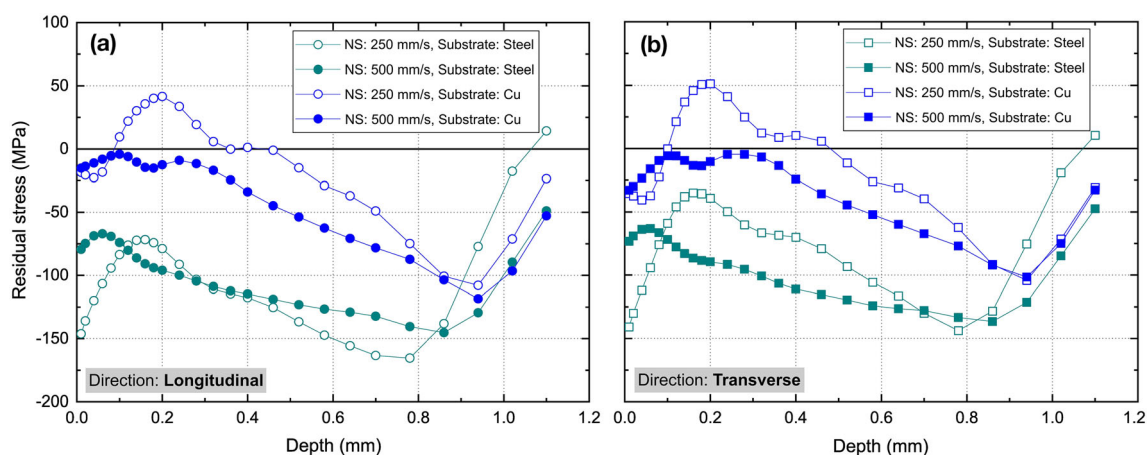 (a)
NS: 250 mm/s, Substrate: Steel
NS: 500 mm/s, Substrate: Steel
NS: 250 mm/s, Substrate: Cu
NS: 500 mm/s, Substrate: Cu
100
50
0
-50
-100
-150
-200
Residual stress (MPa)
Direction: Longitudinal
0.0 0.2 0.4 0.6 0.8 1.0 1.2
Depth (mm)
(b)
NS: 250 mm/s, Substrate: Steel
NS: 500 mm/s, Substrate: Steel
NS: 250 mm/s, Substrate: Cu
NS: 500 mm/s, Substrate: Cu
Direction: Transverse
0.0 0.2 0.4 0.6 0.8 1.0 1.2
Depth (mm)